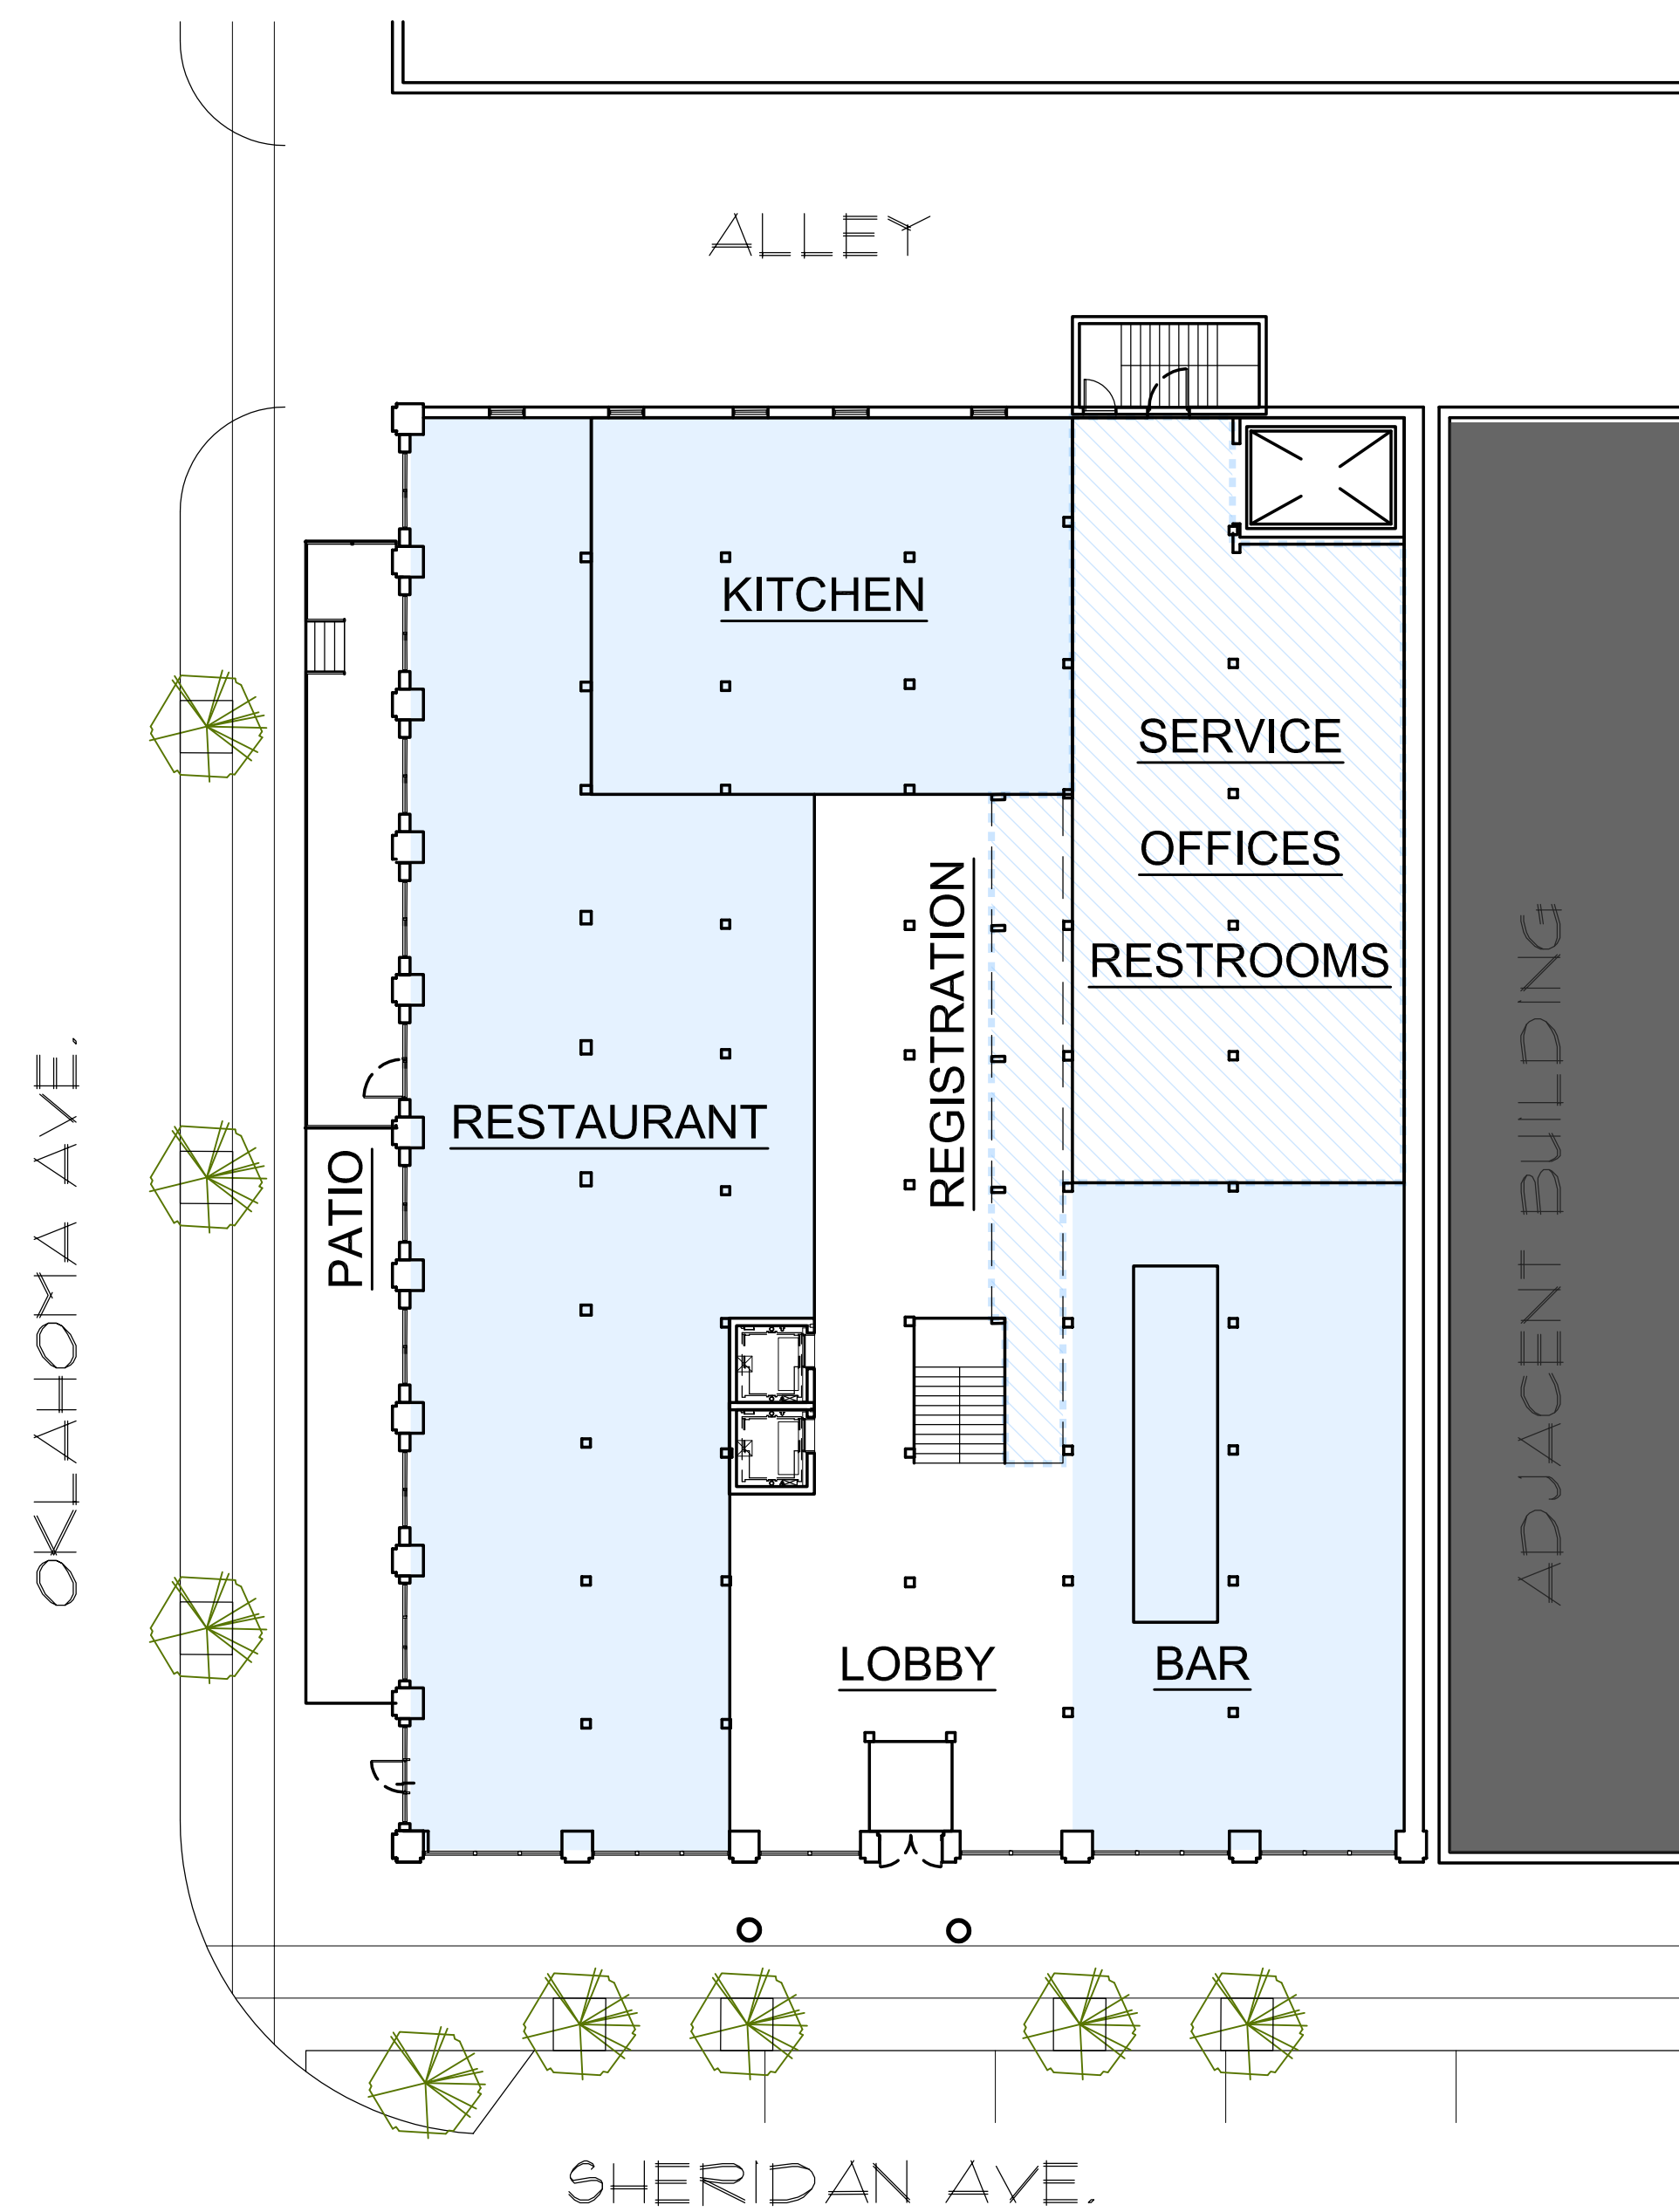 ALLEY
KITCHEN
SERVICE
OFFICES
RESTROOMS
REGISTRATION
RESTAURANT
PATIO
OKLAHOMA AVE.
ADJACENT BUILDING
LOBBY
BAR
SHERIDAN AVE.